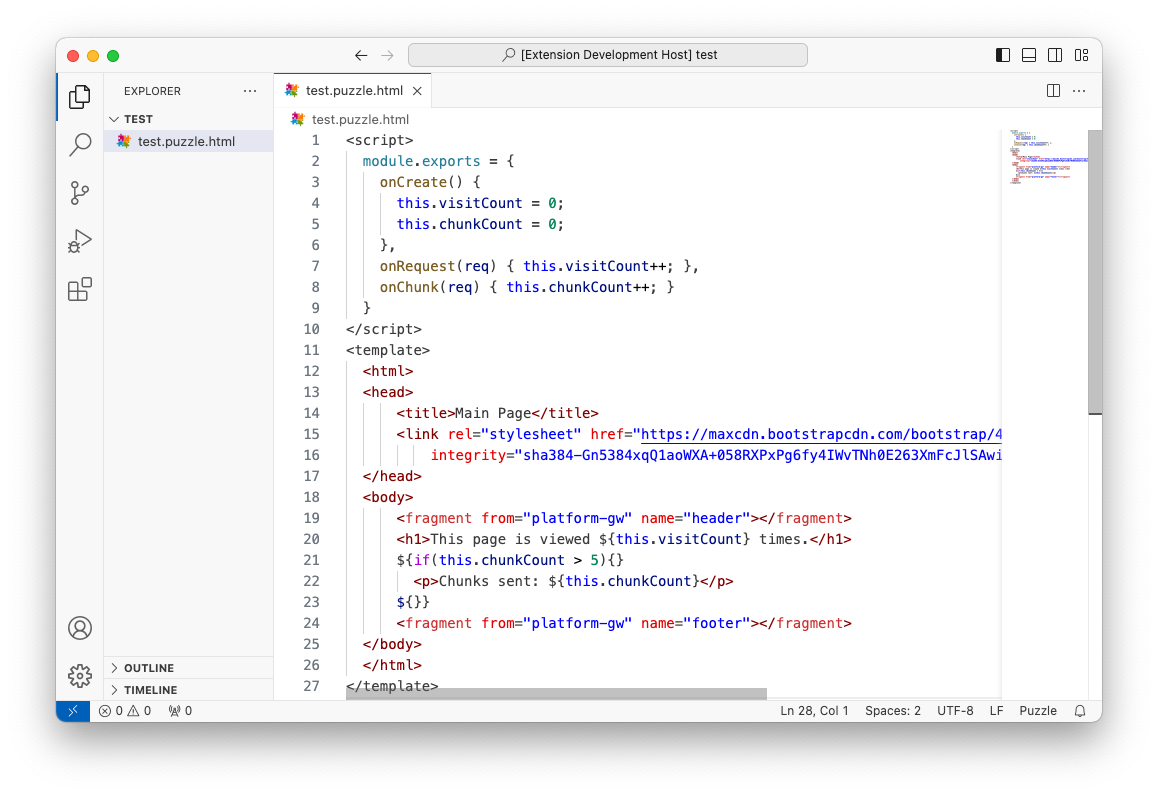 [Extension Development Host] test
EXPLORER
TEST
test.puzzle.html
OUTLINE
TIMELINE
test.puzzle.html
test.puzzle.html
1 <script>
2 module.exports = {
3 onCreate() {
4 this.visitCount = 0;
5 this.chunkCount = 0;
6 },
7 onRequest(req) { this.visitCount++; },
8 onChunk(req) { this.chunkCount++; }
9 }
10 </script>
11 <template>
12 <html>
13 <head>
14 <title>Main Page</title>
15 <link rel="stylesheet" href="https://maxcdn.bootstrapcdn.com/bootstrap/4
16 integrity="sha384-Gn5384xqQ1aoWXA+058RXPxPg6fy4IWvTNh0E263XmFcJlSAwi
17 </head>
18 <body>
19 <fragment from="platform-gw" name="header"></fragment>
20 <h1>This page is viewed ${this.visitCount} times.</h1>
21 ${if(this.chunkCount > 5){}
22 <p>Chunks sent: ${this.chunkCount}</p>
23 ${}}
24 <fragment from="platform-gw" name="footer"></fragment>
25 </body>
26 </html>
27 </template>
0 0 0 Ln 28, Col 1 Spaces: 2 UTF-8 LF Puzzle